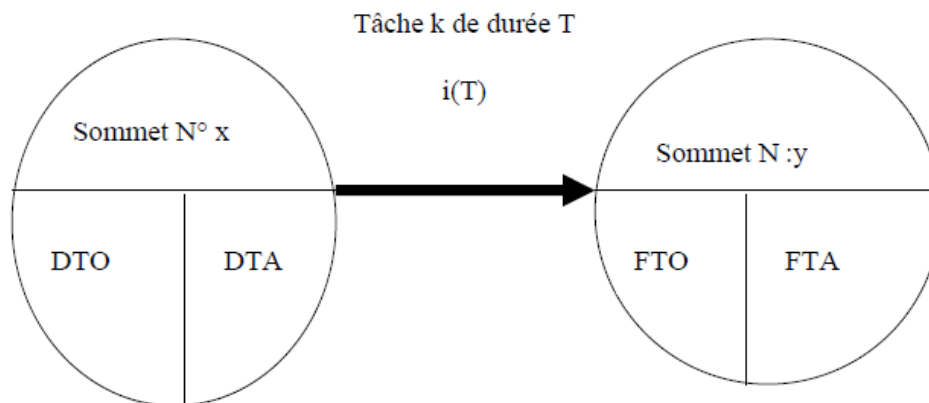 Tâche k de durée T
i(T)
Sommet N° x
Sommet N :y
DTO DTA
FTO FTA